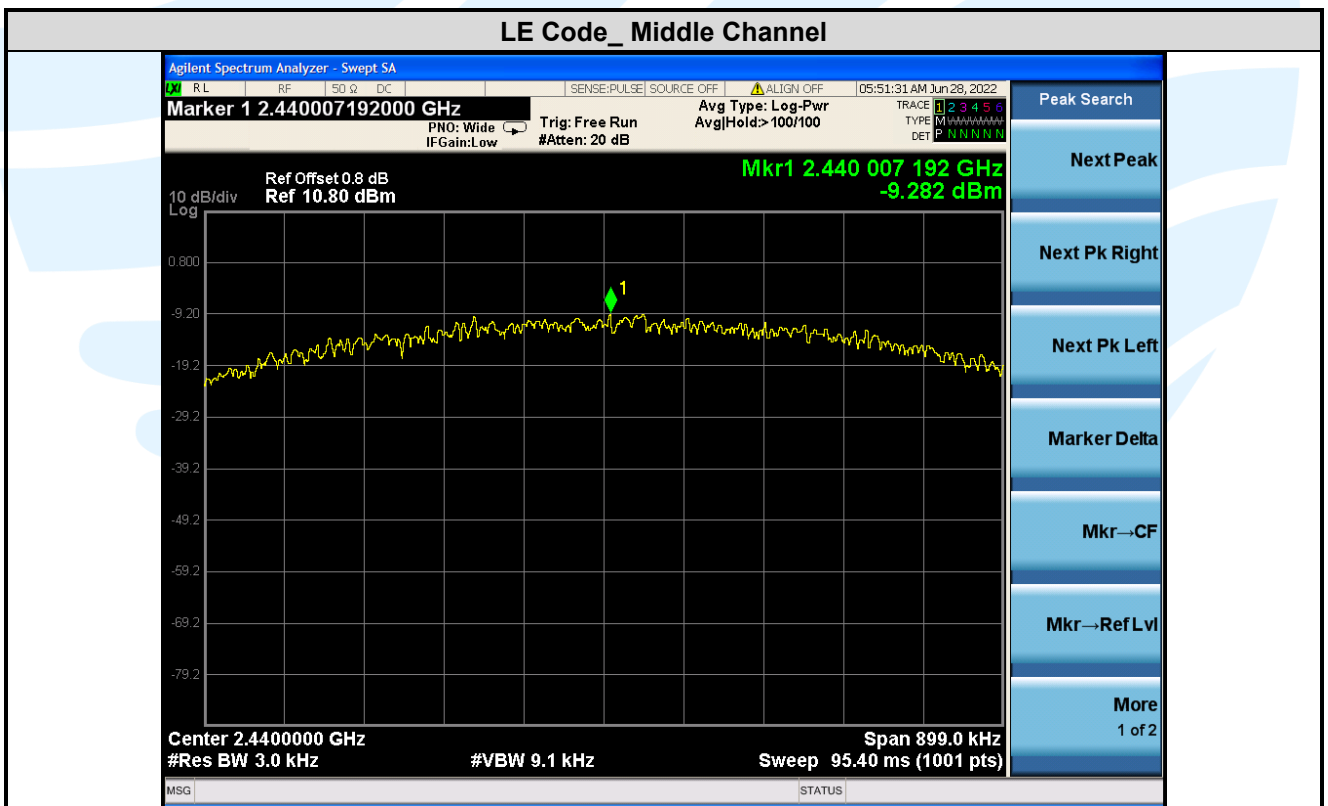 LE Code_ Middle Channel
Agilent Spectrum Analyzer - Swept SA
LXI RL RF 50 Ω DC SENSE:PULSE SOURCE OFF ALIGN OFF 05:51:31 AM Jun 28, 2022
Marker 1 2.440007192000 GHz
PNO: Wide
IFGain:Low
Trig: Free Run
#Atten: 20 dB
Avg Type: Log-Pwr
Avg|Hold:>100/100
TRACE 1 2 3 4 5 6
TYPE M WWWWW
DET P N N N N N
Ref Offset 0.8 dB
10 dB/div Ref 10.80 dBm
Log
Mkr1 2.440 007 192 GHz
-9.282 dBm
1
0.800
-9.20
-19.2
-29.2
-39.2
-49.2
-59.2
-69.2
-79.2
Center 2.4400000 GHz Span 899.0 kHz
#Res BW 3.0 kHz #VBW 9.1 kHz Sweep 95.40 ms (1001 pts)
MSG STATUS
Peak Search
Next Peak
Next Pk Right
Next Pk Left
Marker Delta
Mkr→CF
Mkr→Ref Lvl
More
1 of 2